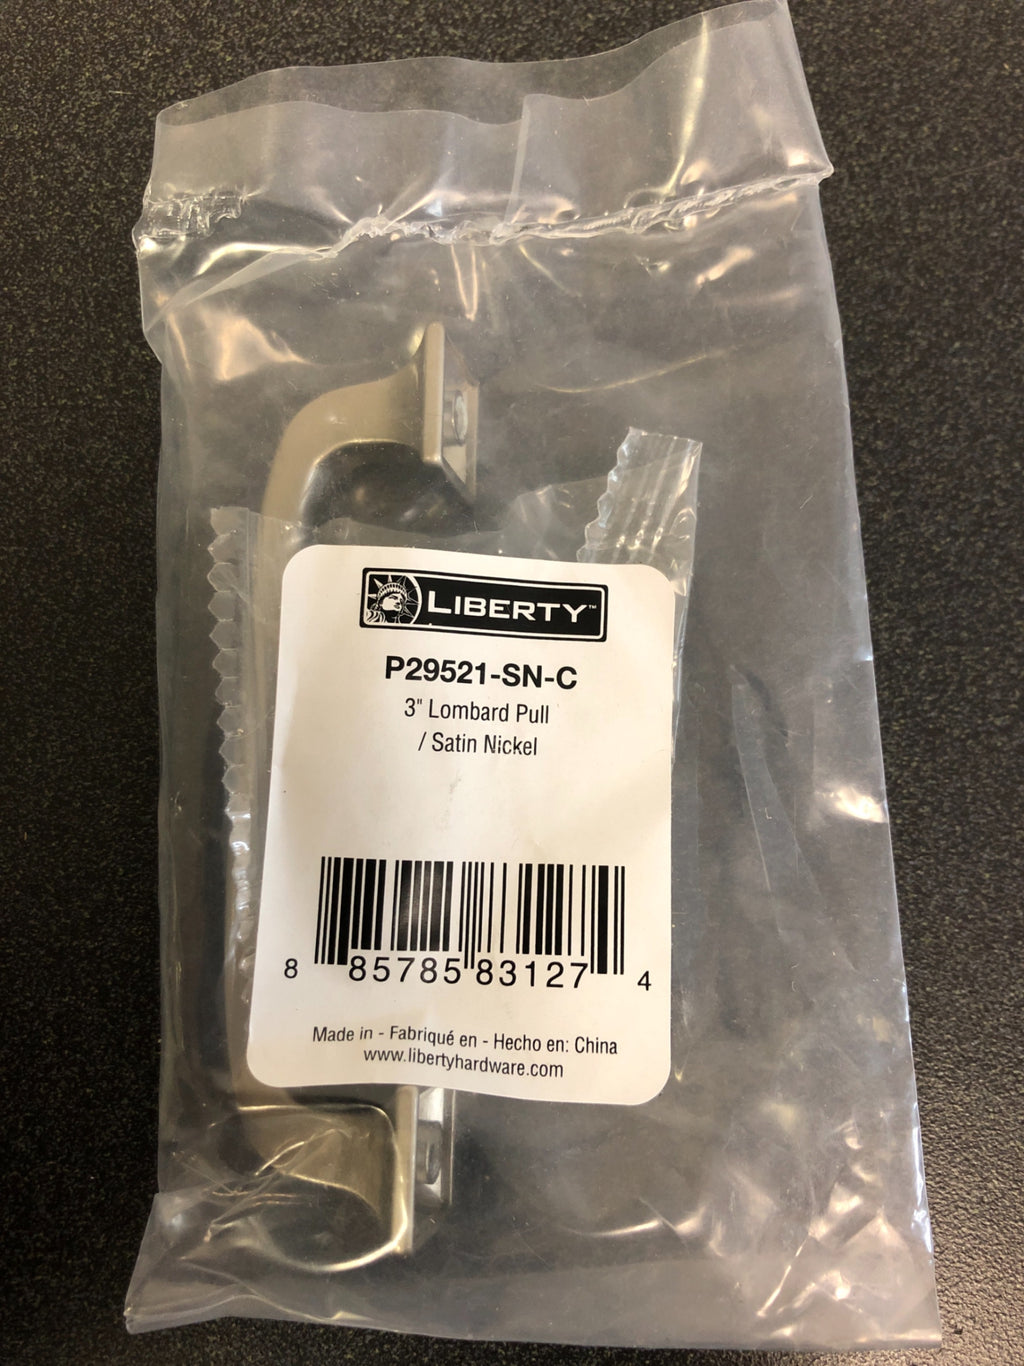 LIBERTY™
P29521-SN-C
3" Lombard Pull
/ Satin Nickel
8 85785 83127 4
Made in - Fabriqué en - Hecho en: China
www.libertyhardware.com